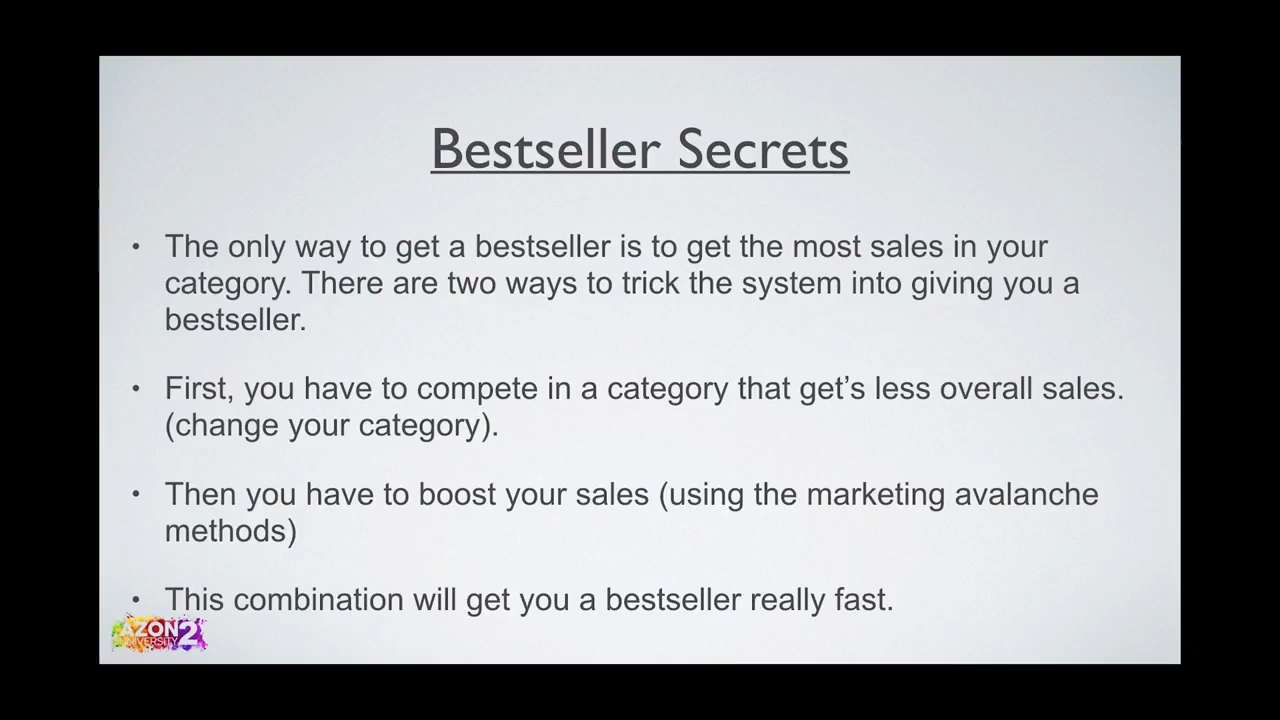 Bestseller Secrets
• The only way to get a bestseller is to get the most sales in your
category. There are two ways to trick the system into giving you a
bestseller.
• First, you have to compete in a category that get’s less overall sales.
(change your category).
• Then you have to boost your sales (using the marketing avalanche
methods)
• This combination will get you a bestseller really fast.
AZON 2
UNIVERSITY